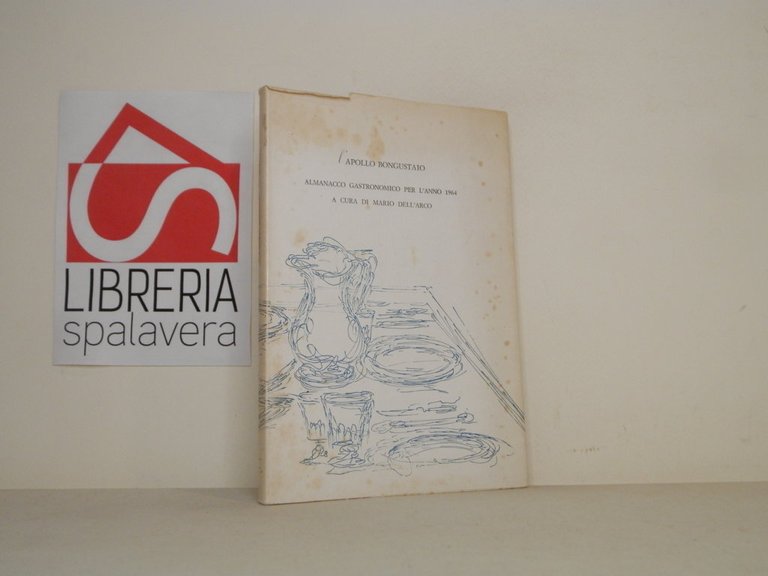 LIBRERIA
spalavera
l'APOLLO BONGUSTAIO
ALMANACCO GASTRONOMICO PER L'ANNO 1964
A CURA DI MARIO DELL'ARCO